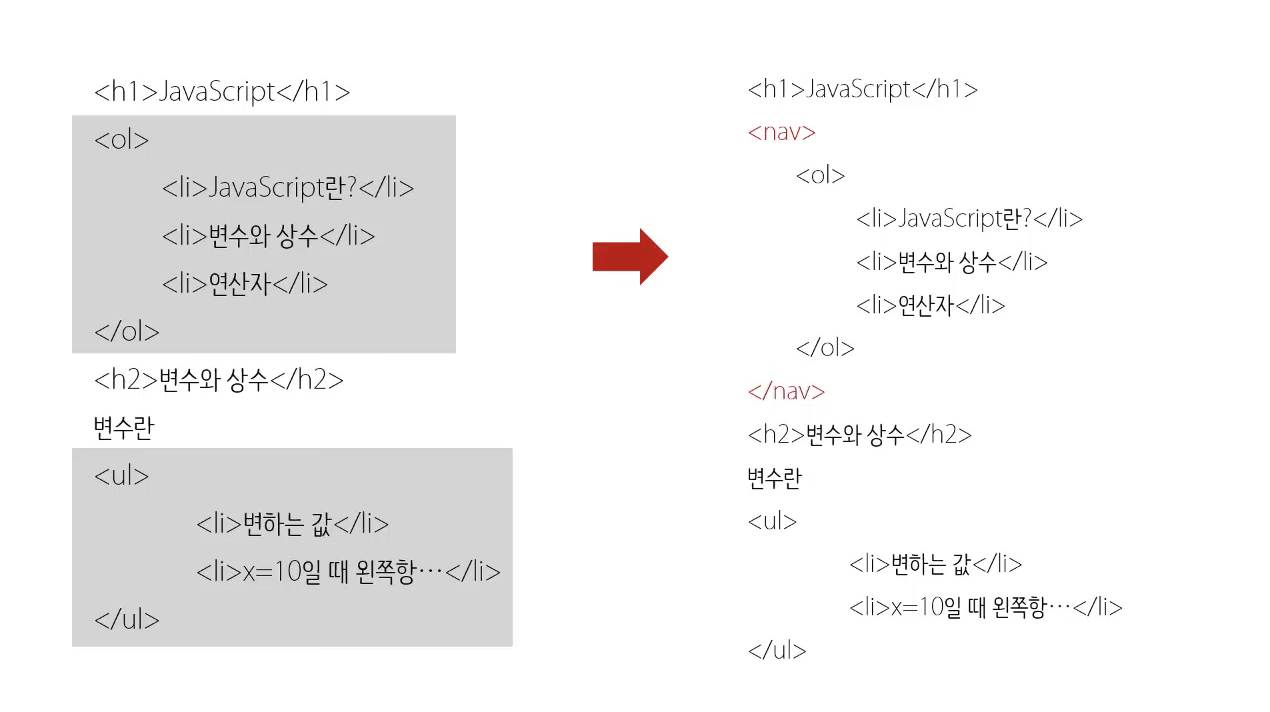 <h1>JavaScript</h1>
<ol>
<li>JavaScript란?</li>
<li>변수와 상수</li>
<li>연산자</li>
</ol>
<h2>변수와 상수</h2>
변수란
<ul>
<li>변하는 값</li>
<li>x=10일 때 왼쪽항…</li>
</ul>
<h1>JavaScript</h1>
<nav>
<ol>
<li>JavaScript란?</li>
<li>변수와 상수</li>
<li>연산자</li>
</ol>
</nav>
<h2>변수와 상수</h2>
변수란
<ul>
<li>변하는 값</li>
<li>x=10일 때 왼쪽항…</li>
</ul>